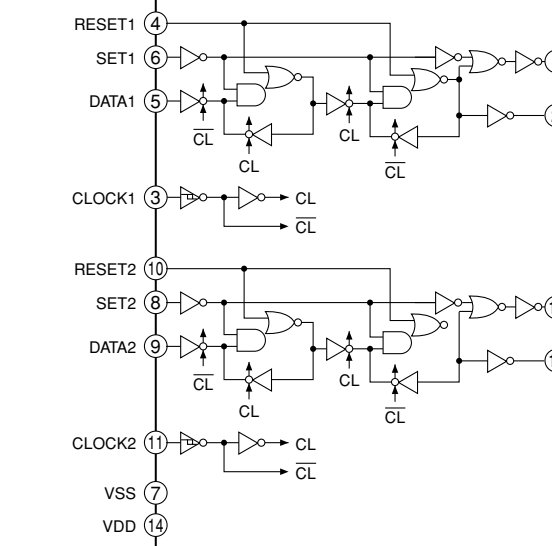 RESET1 4
SET1 6
DATA1 5
CL
CL
CL
CL
CLOCK1 3
CL
CL
RESET2 10
SET2 8
DATA2 9
CL
CL
CL
CL
CLOCK2 11
CL
CL
VSS 7
VDD 14